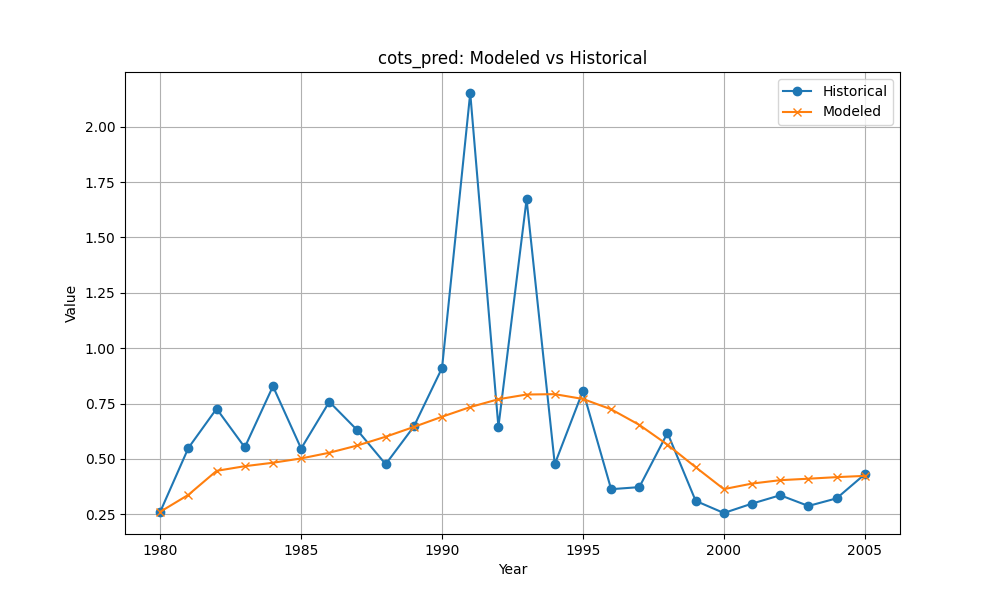 cots_pred: Modeled vs Historical
Historical
Modeled
2.00
1.75
1.50
1.25
1.00
0.75
0.50
0.25
Value
1980 1985 1990 1995 2000 2005
Year